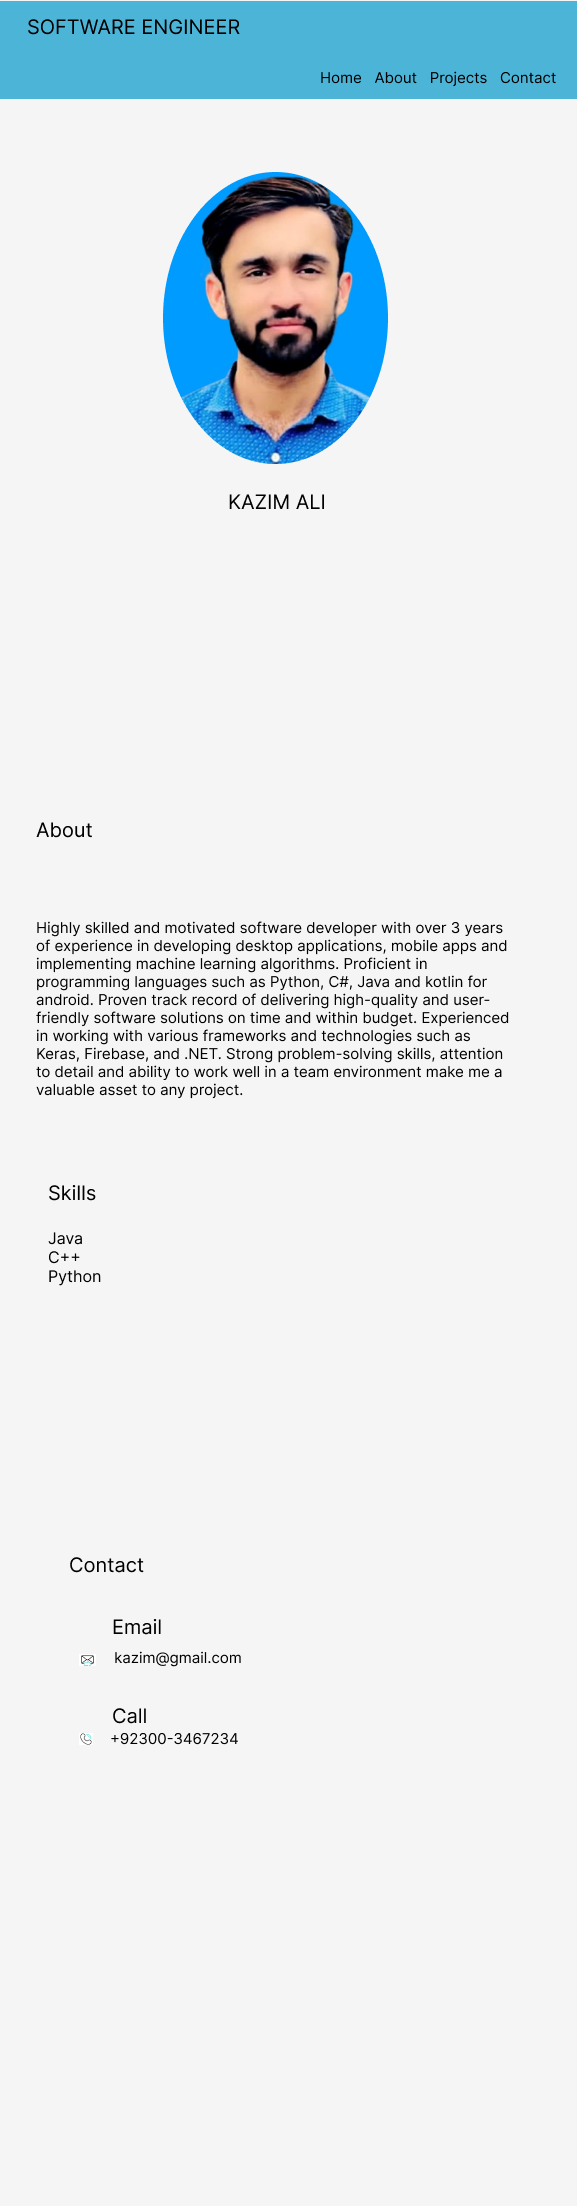 SOFTWARE ENGINEER
Home About Projects Contact
KAZIM ALI
About
Highly skilled and motivated software developer with over 3 years
of experience in developing desktop applications, mobile apps and
implementing machine learning algorithms. Proficient in
programming languages such as Python, C#, Java and kotlin for
android. Proven track record of delivering high-quality and user-
friendly software solutions on time and within budget. Experienced
in working with various frameworks and technologies such as
Keras, Firebase, and .NET. Strong problem-solving skills, attention
to detail and ability to work well in a team environment make me a
valuable asset to any project.
Skills
Java
C++
Python
Contact
Email
kazim@gmail.com
Call
+92300-3467234